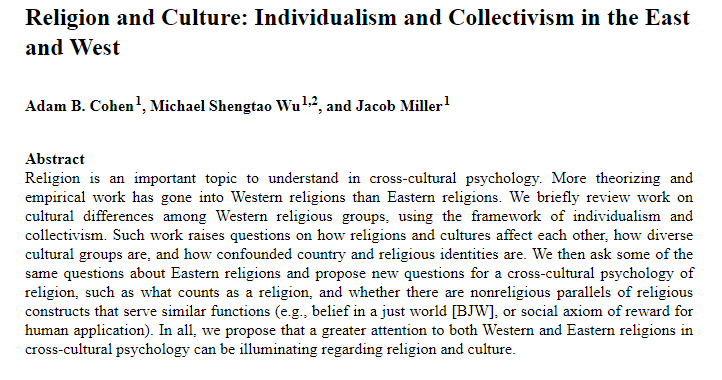 Religion and Culture: Individualism and Collectivism in the East
and West
Adam B. Cohen1, Michael Shengtao Wu1,2, and Jacob Miller1
Abstract
Religion is an important topic to understand in cross-cultural psychology. More theorizing and
empirical work has gone into Western religions than Eastern religions. We briefly review work on
cultural differences among Western religious groups, using the framework of individualism and
collectivism. Such work raises questions on how religions and cultures affect each other, how diverse
cultural groups are, and how confounded country and religious identities are. We then ask some of the
same questions about Eastern religions and propose new questions for a cross-cultural psychology of
religion, such as what counts as a religion, and whether there are nonreligious parallels of religious
constructs that serve similar functions (e.g., belief in a just world [BJW], or social axiom of reward for
human application). In all, we propose that a greater attention to both Western and Eastern religions in
cross-cultural psychology can be illuminating regarding religion and culture.